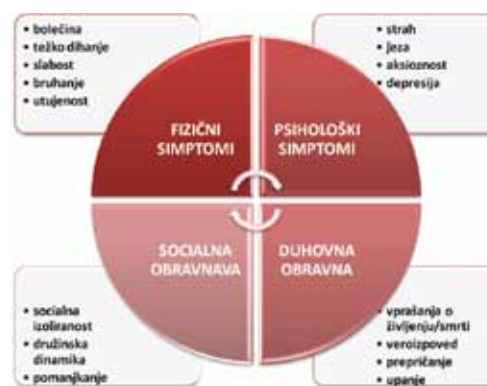 • bolečina
• težko dihanje
• slabost
• bruhanje
• utujenost
• strah
• jeza
• aksioznost
• depresija
FIZIČNI
SIMPTOMI
PSIHOLOŠKI
SIMPTOMI
SOCIALNA
OBRAVNAVA
DUHOVNA
OBRAVNA
• socialna
izoliranost
• družinska
dinamika
• pomanjkanje
• vprašanja o
življenju/smrti
• veroizpoved
• prepričanje
• upanje